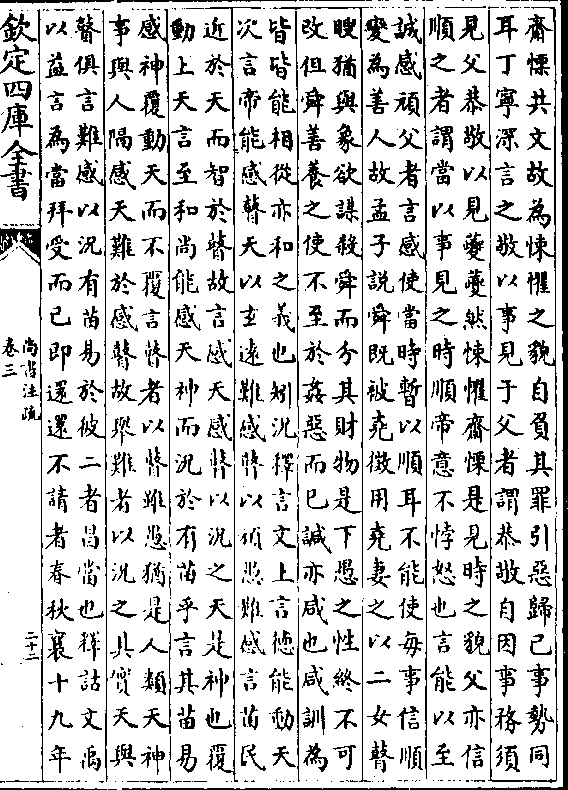 齋慄共文故為悚懼之貌自負其罪引惡歸己事勢同
耳丁寧深言之敬以事見于父者謂恭敬自因事務須
見父恭敬以見夔夔然悚懼齋慄是見時之貌父亦信
順之者謂當以事見之時順帝意不悖怒也言能以至
誠感頑父者言感使當時暫以順耳不能使每事信順
變為善人故孟子說舜既被堯徵用堯妻之以二女瞽
瞍猶與象欲謀殺舜而分其財物是下愚之性終不可
改但舜善養之使不至於姦惡而已諴亦咸也咸訓為
皆皆能相從亦和之義也矧況釋言文上言德能動天
次言帝能感瞽天以玄遠難感瞽以頑愚難感言苗民
近於天而智於瞽故言感天感瞽以況之天是神也覆
動上天言至和尚能感天神而況於有苗乎言其苗易
感神覆動天而不覆言瞽者以瞽雖愚猶是人類天神
事與人隔感天難於感瞽故舉難者以況之其實天與
瞽俱言難感以況有苗易於彼二者昌當也釋詁文禹
以益言為當拜受而已即還還不請者春秋襄十九年
欽定四庫全書
尚書注疏
卷三
二十二